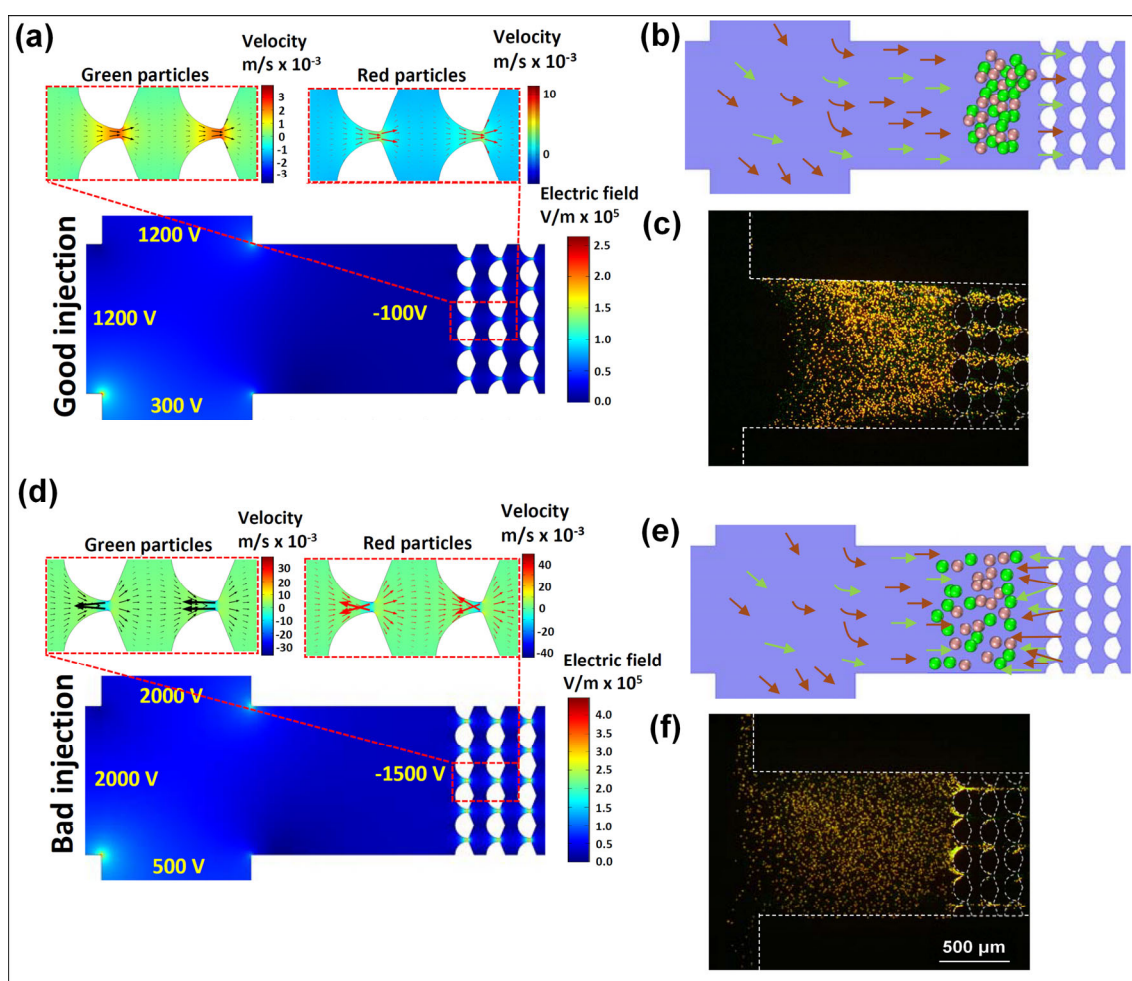 (a)
Velocity
m/s x 10⁻³
Green particles
3
2
1
0
-1
-2
-3
Velocity
m/s x 10⁻³
Red particles
10
0
Electric field
V/m x 10⁵
2.5
2.0
1.5
1.0
0.5
0.0
Good injection
1200 V
1200 V
-100V
300 V
(b)
(c)
(d)
Velocity
m/s x 10⁻³
Green particles
30
20
10
0
-10
-20
-30
Velocity
m/s x 10⁻³
Red particles
40
20
0
-20
-40
Electric field
V/m x 10⁵
4.0
3.5
3.0
2.5
2.0
1.5
1.0
0.5
0.0
Bad injection
2000 V
2000 V
-1500 V
500 V
(e)
(f)
500 µm